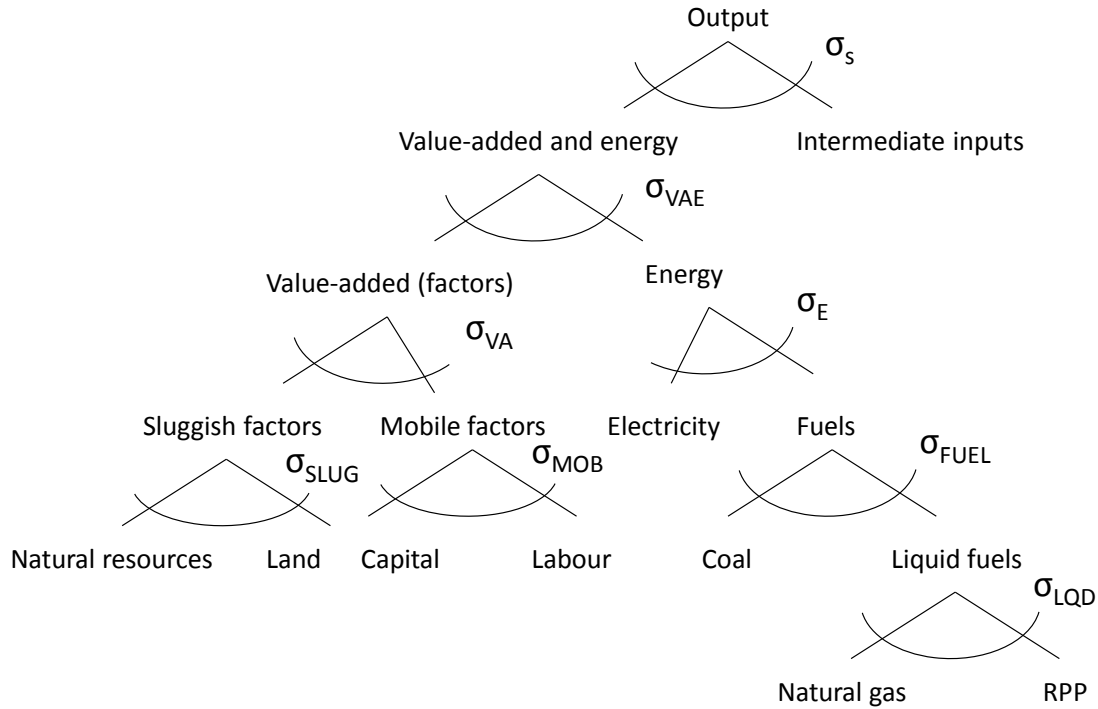 Output
σs
Value-added and energy
Intermediate inputs
σVAE
Value-added (factors)
Energy
σVA
σE
Sluggish factors
Mobile factors
Electricity
Fuels
σSLUG
σMOB
σFUEL
Natural resources
Land
Capital
Labour
Coal
Liquid fuels
σLQD
Natural gas
RPP